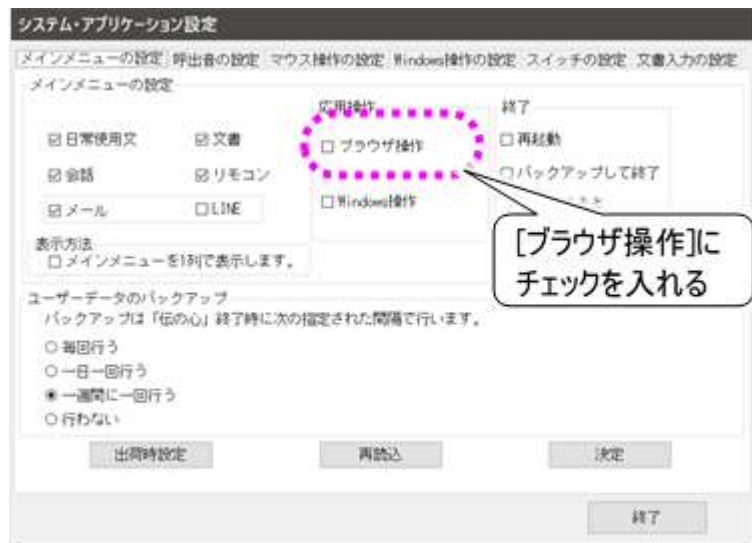 システム・アプリケーション設定
メインメニューの設定 呼出音の設定 マウス操作の設定 Windows操作の設定 スイッチの設定 文書入力の設定
メインメニューの設定
応用操作 終了
日常使用文 文書 ブラウザ操作 再起動
会話 リモコン バックアップして終了
メール LINE Windows操作
[ブラウザ操作]に
チェックを入れる
表示方法
メインメニューを1列で表示します。
ユーザーデータのバックアップ
バックアップは「伝の心」終了時に次の指定された間隔で行います。
毎回行う
一日一回行う
一週間に一回行う
行わない
出荷時設定 再読込 決定
終了